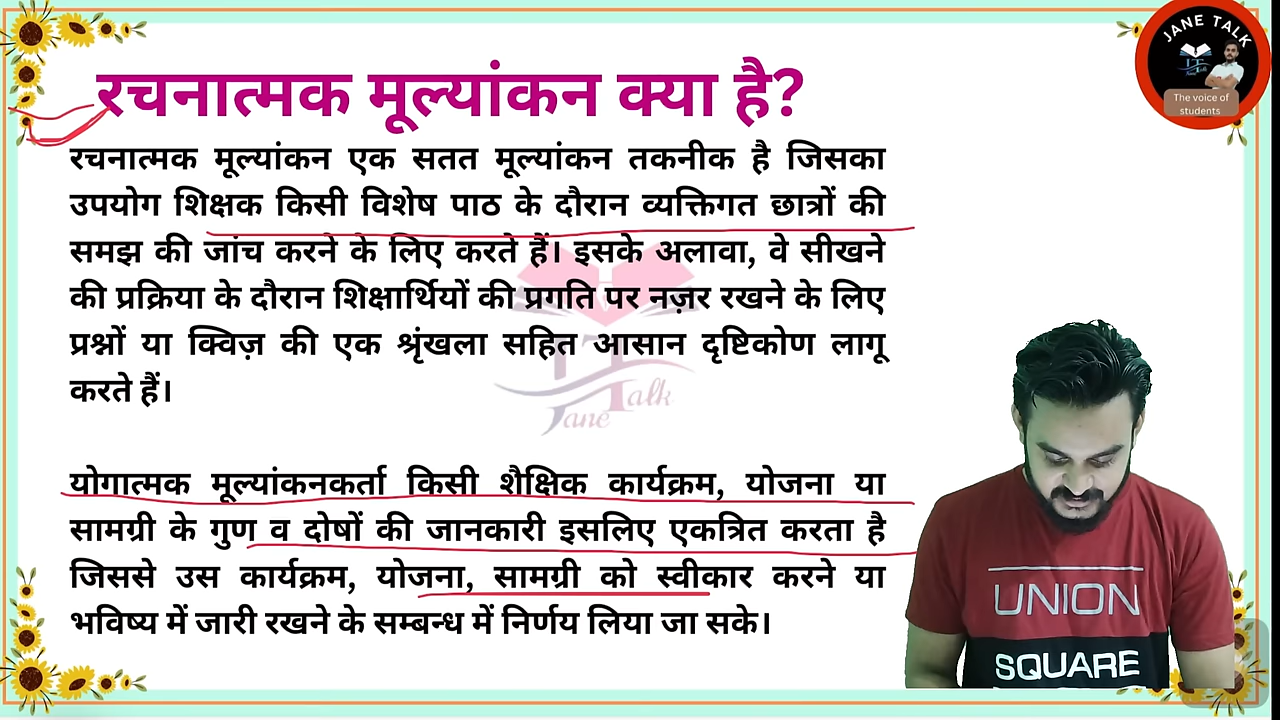 रचनात्मक मूल्यांकन क्या है?
रचनात्मक मूल्यांकन एक सतत मूल्यांकन तकनीक है जिसका
उपयोग शिक्षक किसी विशेष पाठ के दौरान व्यक्तिगत छात्रों की
समझ की जांच करने के लिए करते हैं। इसके अलावा, वे सीखने
की प्रक्रिया के दौरान शिक्षार्थियों की प्रगति पर नज़र रखने के लिए
प्रश्नों या क्विज़ की एक श्रृंखला सहित आसान दृष्टिकोण लागू
करते हैं।
योगात्मक मूल्यांकनकर्ता किसी शैक्षिक कार्यक्रम, योजना या
सामग्री के गुण व दोषों की जानकारी इसलिए एकत्रित करता है
जिससे उस कार्यक्रम, योजना, सामग्री को स्वीकार करने या
भविष्य में जारी रखने के सम्बन्ध में निर्णय लिया जा सके।
JANE TALK
The voice of
students
JT
Jane Talk
UNION
SQUARE